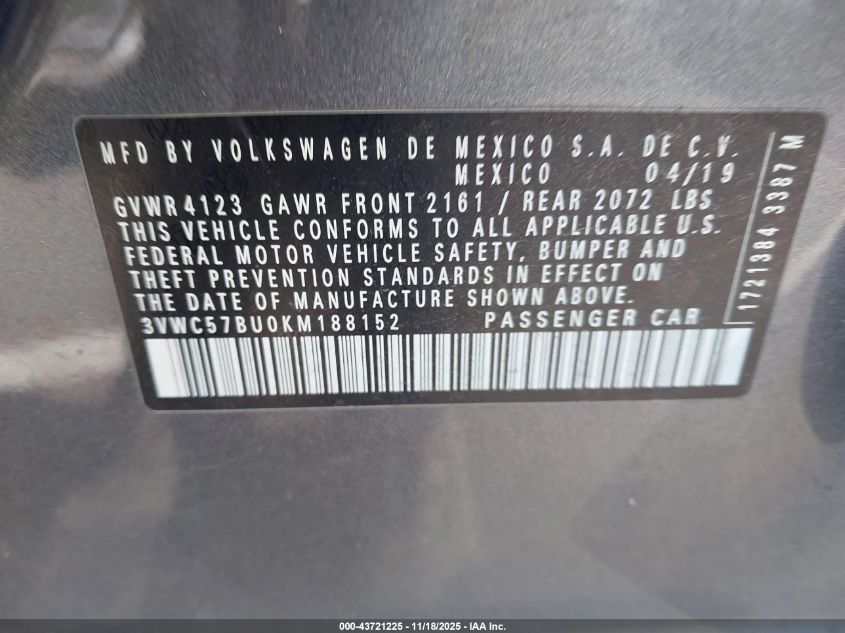 MFD BY VOLKSWAGEN DE MEXICO S.A. DE C.V.
MEXICO 04/19
GVWR 4123 GAWR FRONT 2161 / REAR 2072 LBS
THIS VEHICLE CONFORMS TO ALL APPLICABLE U.S.
FEDERAL MOTOR VEHICLE SAFETY, BUMPER AND
THEFT PREVENTION STANDARDS IN EFFECT ON
THE DATE OF MANUFACTURE SHOWN ABOVE.
3VWC57BU0KM188152 PASSENGER CAR
1721384 3387 M
000-43721225 - 11/18/2025 - IAA Inc.